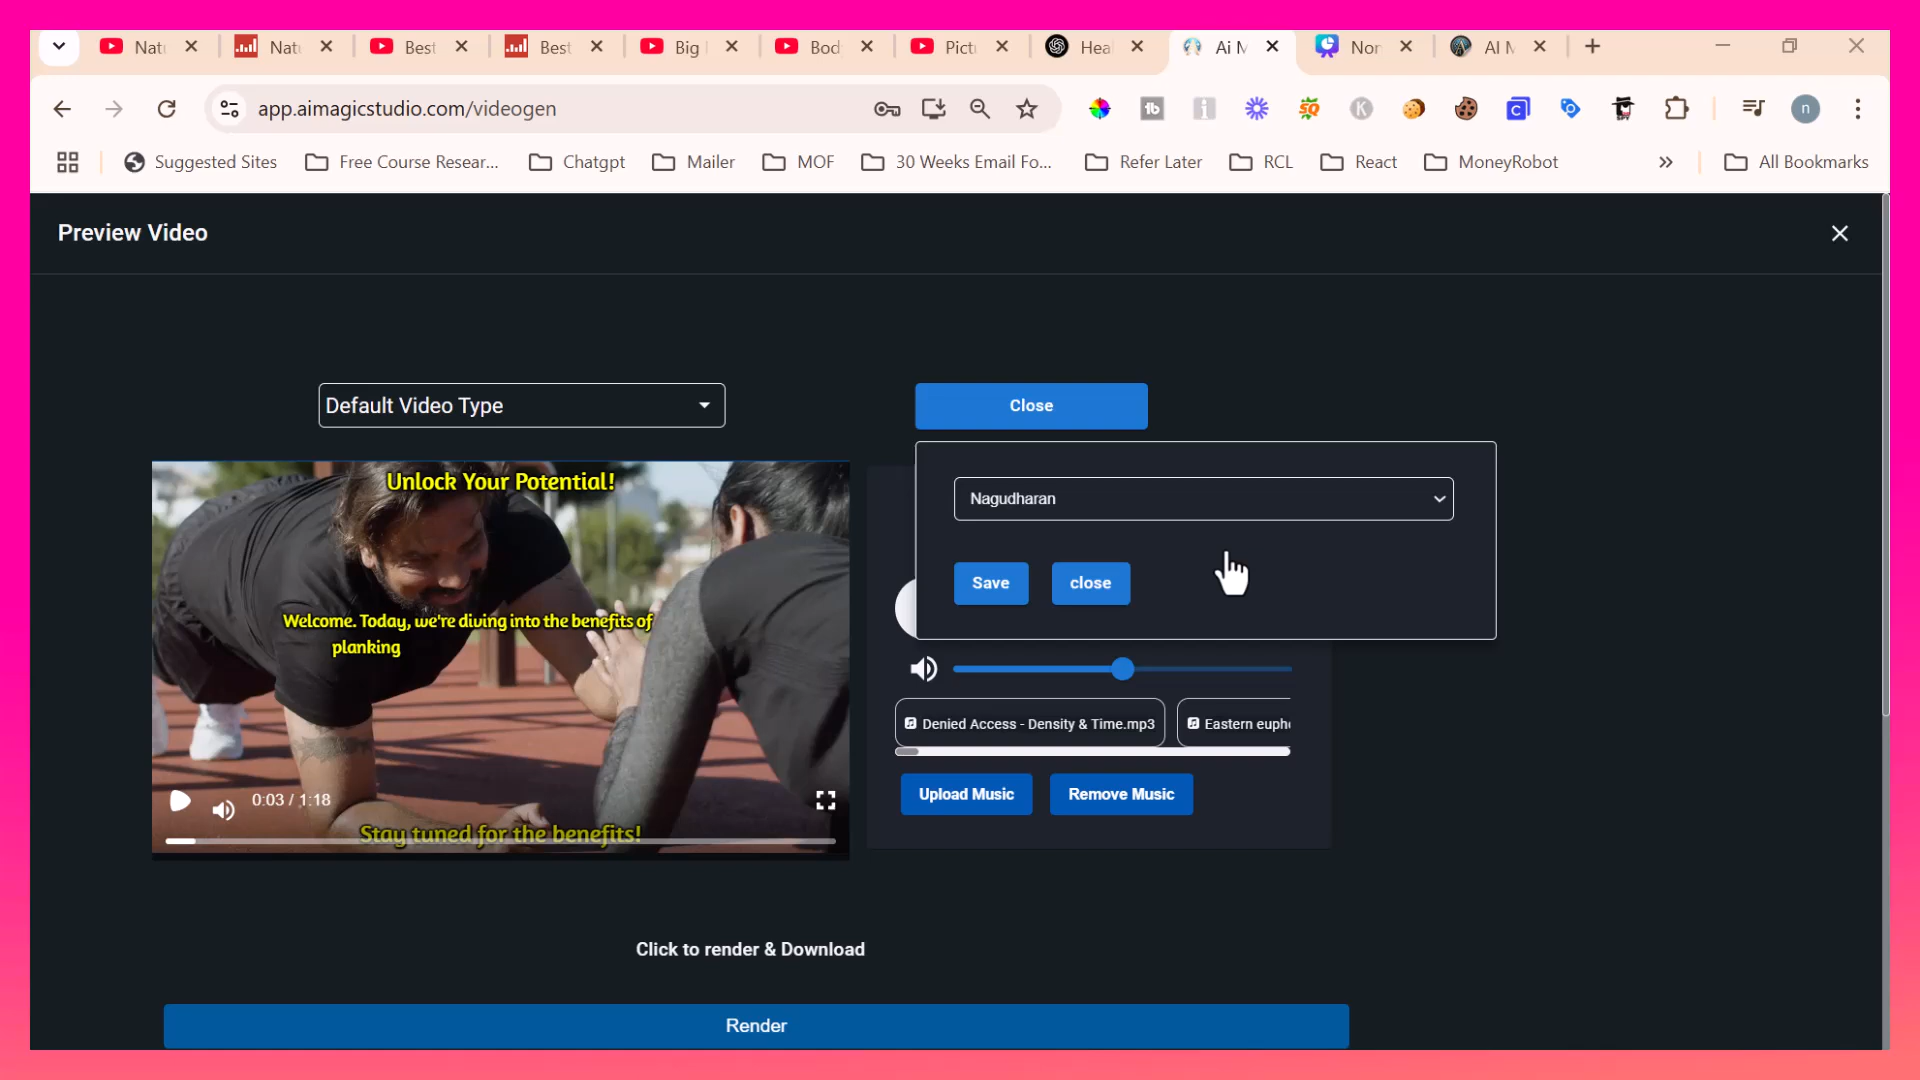 Nat
Nat
Best
Best
Big
Bod
Pict
Heal
Ai M
Nor
AI M
app.aimagicstudio.com/videogen
n
Suggested Sites
Free Course Resear...
Chatgpt
Mailer
MOF
30 Weeks Email Fo...
Refer Later
RCL
React
MoneyRobot
All Bookmarks
Preview Video
Default Video Type
Close
Unlock Your Potential!
Nagudharan
Save
close
Welcome. Today, we're diving into the benefits of
planking
Denied Access - Density & Time.mp3
Eastern eupho
0:03 / 1:18
Upload Music
Remove Music
Stay tuned for the benefits!
Click to render & Download
Render